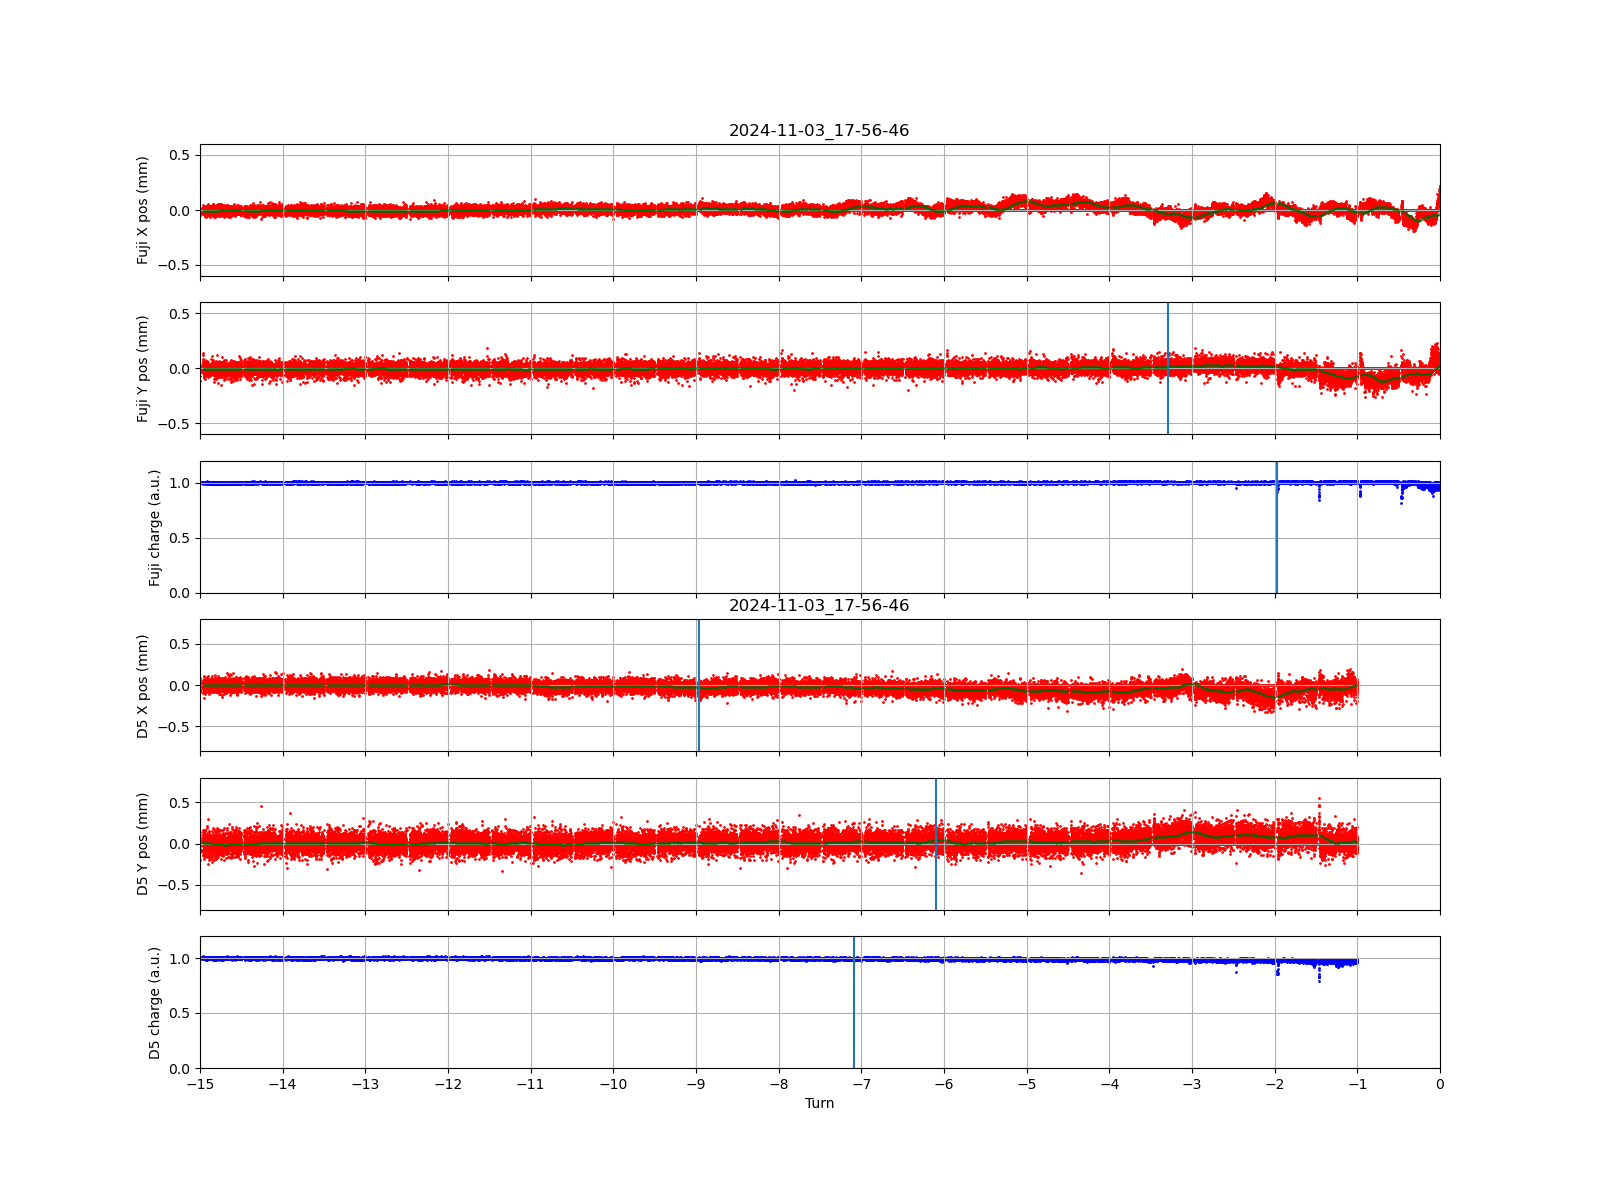 2024-11-03_17-56-46
Fuji X pos (mm)
0.5
0.0
−0.5
Fuji Y pos (mm)
0.5
0.0
−0.5
Fuji charge (a.u.)
1.0
0.5
0.0
2024-11-03_17-56-46
D5 X pos (mm)
0.5
0.0
−0.5
D5 Y pos (mm)
0.5
0.0
−0.5
D5 charge (a.u.)
1.0
0.5
0.0
−15 −14 −13 −12 −11 −10 −9 −8 −7 −6 −5 −4 −3 −2 −1 0
Turn